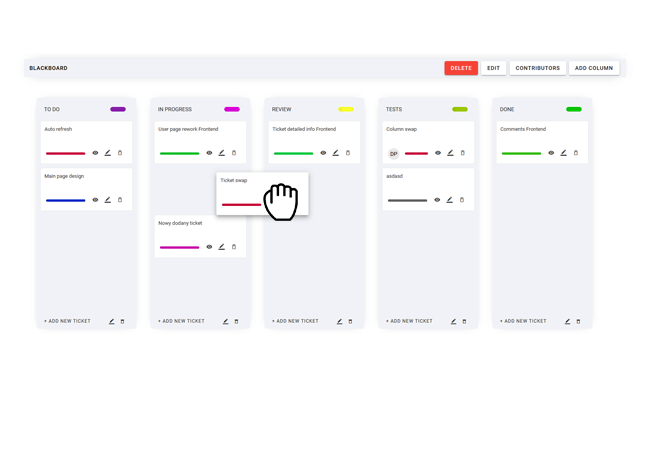 BLACKBOARD
DELETE
EDIT
CONTRIBUTORS
ADD COLUMN
TO DO
Auto refresh
Main page design
+ ADD NEW TICKET
IN PROGRESS
User page rework Frontend
Ticket swap
Nowy dodany ticket
+ ADD NEW TICKET
REVIEW
Ticket detailed info Frontend
+ ADD NEW TICKET
TESTS
Column swap
DP
asdasd
+ ADD NEW TICKET
DONE
Comments Frontend
+ ADD NEW TICKET